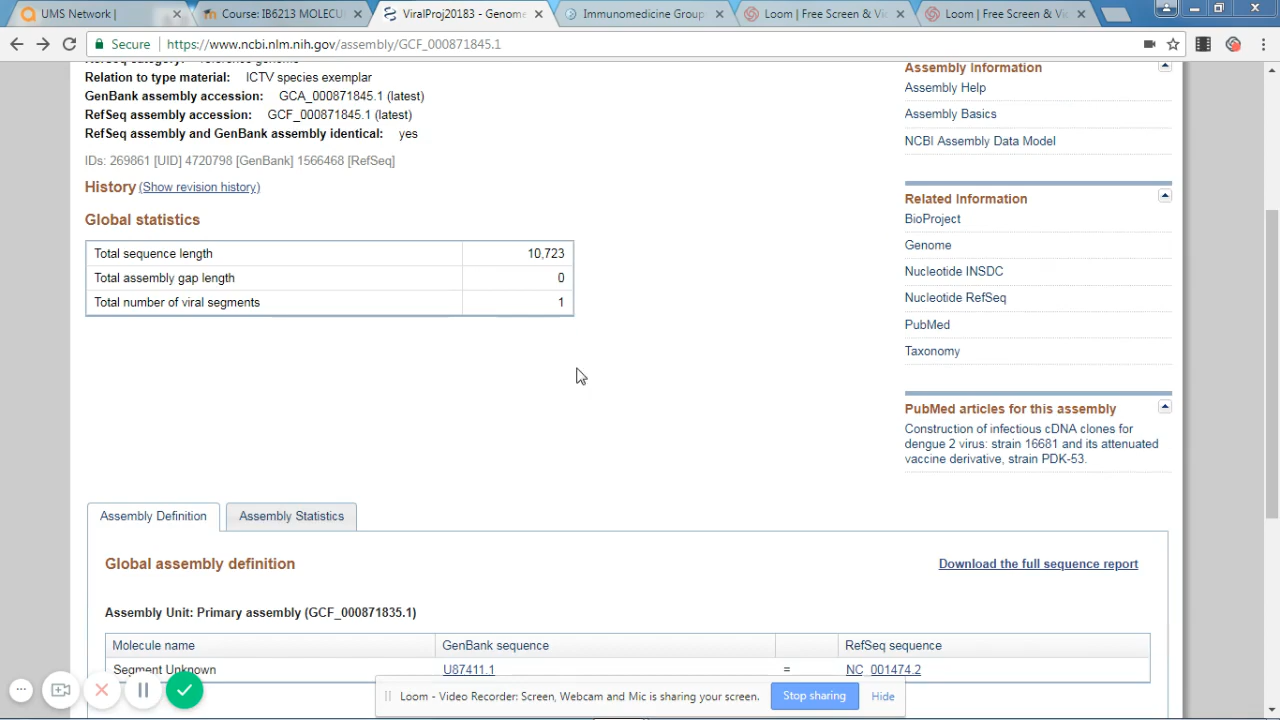 UMS Network |
Course: IB6213 MOLECU
ViralProj20183 - Genome
Immunomedicine Group
Loom | Free Screen & Vi
Loom | Free Screen & Vi
Secure
https://www.ncbi.nlm.nih.gov/assembly/GCF_000871845.1
Relation to type material: ICTV species exemplar
GenBank assembly accession: GCA_000871845.1 (latest)
RefSeq assembly accession: GCF_000871845.1 (latest)
RefSeq assembly and GenBank assembly identical: yes
IDs: 269861 [UID] 4720798 [GenBank] 1566468 [RefSeq]
History (Show revision history)
Global statistics
Total sequence length 10,723
Total assembly gap length 0
Total number of viral segments 1
Assembly Information
Assembly Help
Assembly Basics
NCBI Assembly Data Model
Related Information
BioProject
Genome
Nucleotide INSDC
Nucleotide RefSeq
PubMed
Taxonomy
PubMed articles for this assembly
Construction of infectious cDNA clones for
dengue 2 virus: strain 16681 and its attenuated
vaccine derivative, strain PDK-53.
Assembly Definition
Assembly Statistics
Global assembly definition
Download the full sequence report
Assembly Unit: Primary assembly (GCF_000871835.1)
Molecule name GenBank sequence RefSeq sequence
Segment Unknown U87411.1 = NC_001474.2
Loom - Video Recorder: Screen, Webcam and Mic is sharing your screen.
Stop sharing
Hide